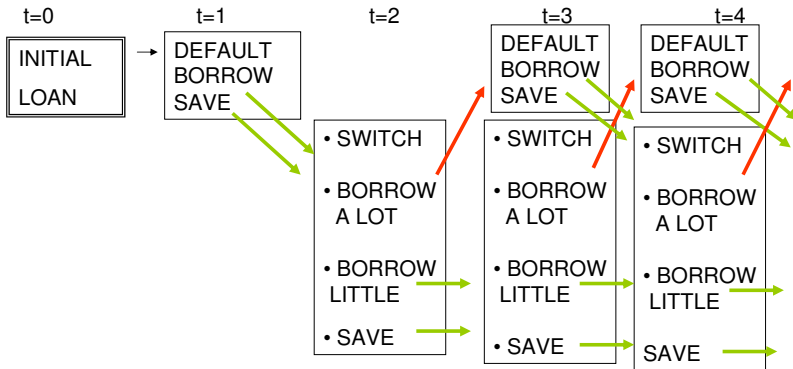 t=0
t=1
t=2
t=3
t=4
INITIAL
LOAN
DEFAULT
BORROW
SAVE
• SWITCH
• BORROW
A LOT
• BORROW
LITTLE
• SAVE
DEFAULT
BORROW
SAVE
• SWITCH
• BORROW
A LOT
• BORROW
LITTLE
• SAVE
DEFAULT
BORROW
SAVE
• SWITCH
• BORROW
A LOT
• BORROW
LITTLE
SAVE